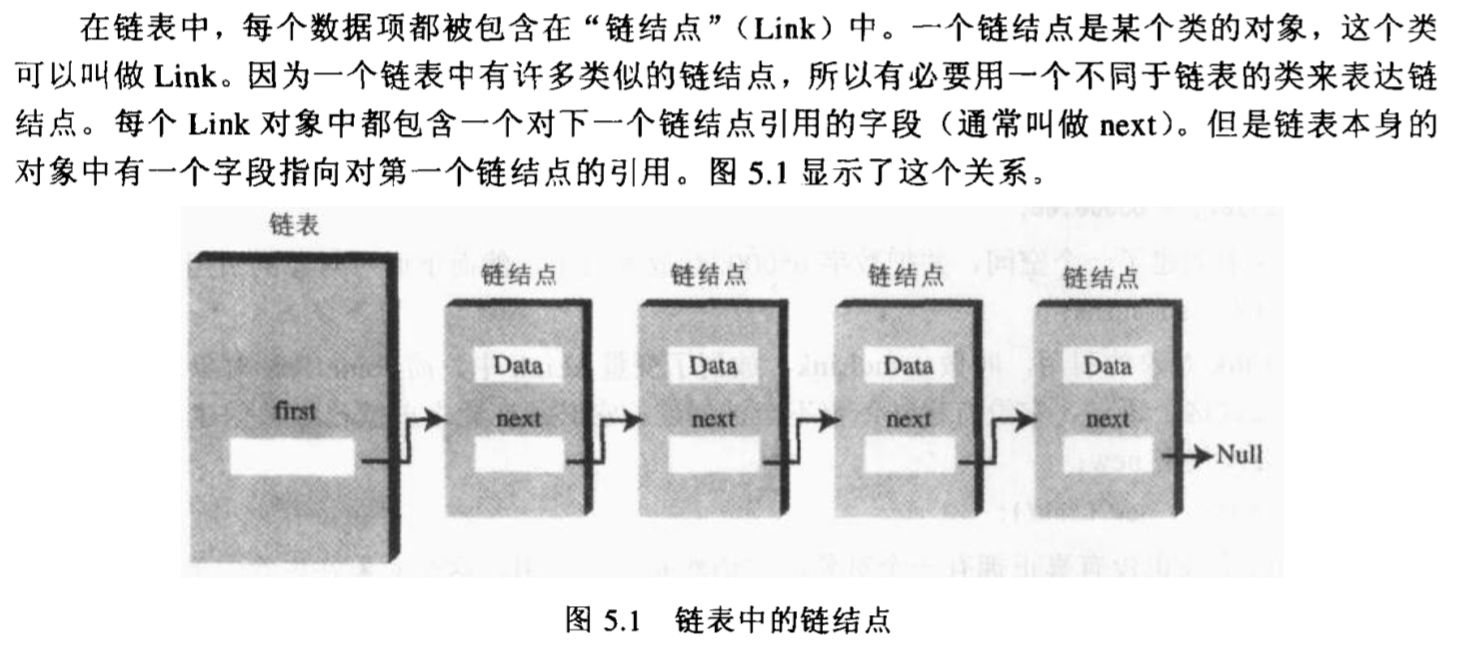 在链表中，每个数据项都被包含在“链结点”（Link）中。一个链结点是某个类的对象，这个类
可以叫做 Link。因为一个链表中有许多类似的链结点，所以有必要用一个不同于链表的类来表达链
结点。每个 Link 对象中都包含一个对下一个链结点引用的字段（通常叫做 next）。但是链表本身的
对象中有一个字段指向对第一个链结点的引用。图 5.1 显示了这个关系。
链表
链结点 链结点 链结点 链结点
Data Data Data Data
first next next next next
Null
图 5.1 链表中的链结点